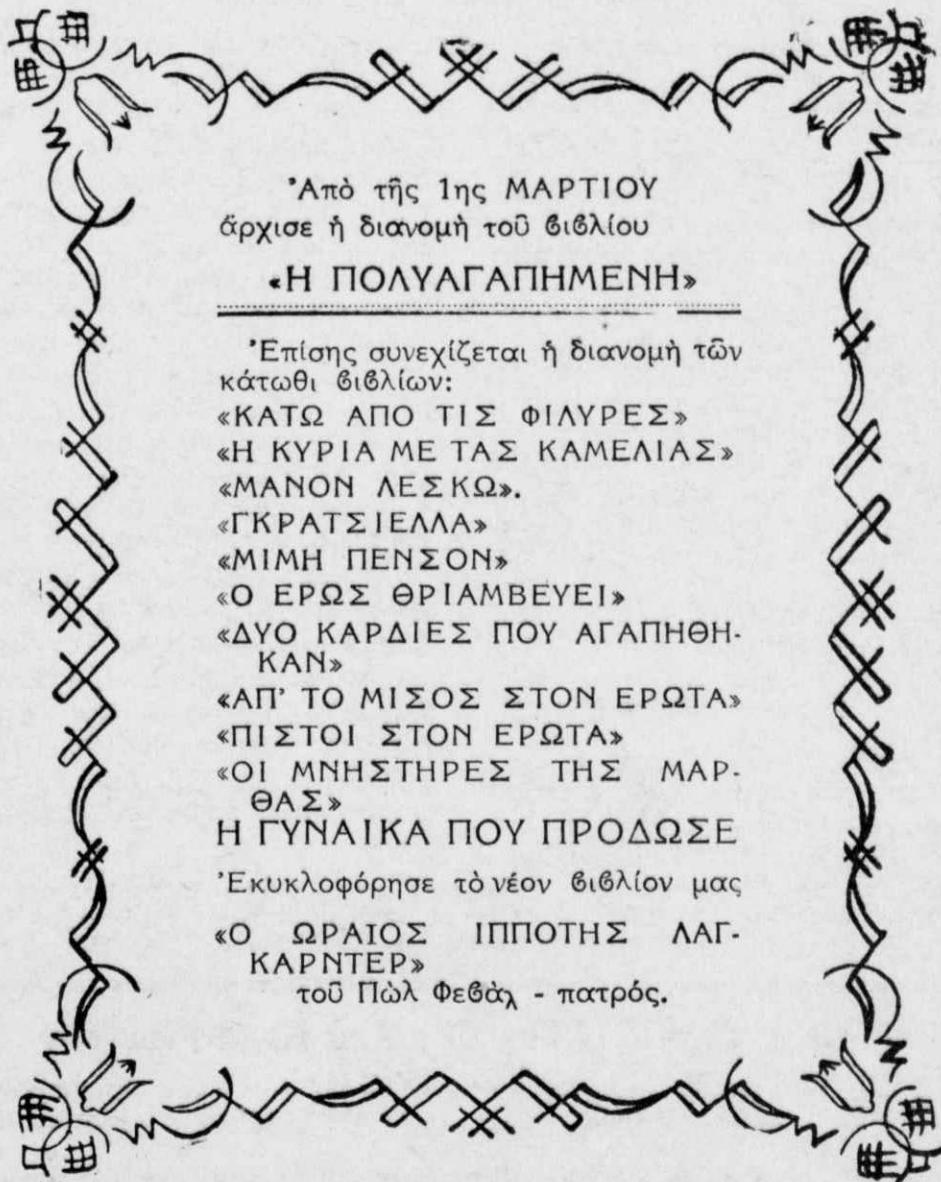 Ἀπὸ τῆς 1ης ΜΑΡΤΙΟΥ
ἄρχισε ἡ διανομὴ τοῦ ϐιϐλίου
«Η ΠΟΛΥΑΓΑΠΗΜΕΝΗ»
Ἐπίσης συνεχίζεται ἡ διανομὴ τῶν
κάτωθι ϐιϐλίων:
«ΚΑΤΩ ΑΠΟ ΤΙΣ ΦΙΛΥΡΕΣ»
«Η ΚΥΡΙΑ ΜΕ ΤΑΣ ΚΑΜΕΛΙΑΣ»
«ΜΑΝΟΝ ΛΕΣΚΩ».
«ΓΚΡΑΤΣΙΕΛΛΑ»
«ΜΙΜΗ ΠΕΝΣΟΝ»
«Ο ΕΡΩΣ ΘΡΙΑΜΒΕΥΕΙ»
«ΔΥΟ ΚΑΡΔΙΕΣ ΠΟΥ ΑΓΑΠΗΘΗ-
ΚΑΝ»
«ΑΠ' ΤΟ ΜΙΣΟΣ ΣΤΟΝ ΕΡΩΤΑ»
«ΠΙΣΤΟΙ ΣΤΟΝ ΕΡΩΤΑ»
«ΟΙ ΜΝΗΣΤΗΡΕΣ ΤΗΣ ΜΑΡ-
ΘΑΣ»
Η ΓΥΝΑΙΚΑ ΠΟΥ ΠΡΟΔΩΣΕ
Ἐκυκλοφόρησε τὸ νέον ϐιϐλίον μας
«Ο ΩΡΑΙΟΣ ΙΠΠΟΤΗΣ ΛΑΓ-
ΚΑΡΝΤΕΡ»
τοῦ Πὼλ Φεϐὰλ - πατρός.